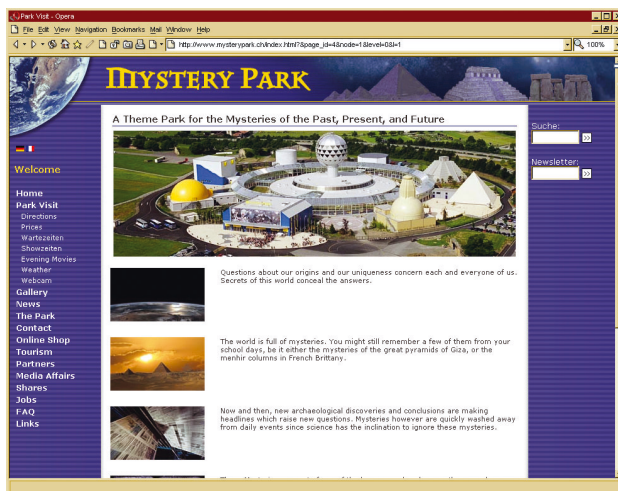 Park Visit - Opera
File Edit View Navigation Bookmarks Mail Window Help
http://www.mysterypark.ch/index.html?&page_id=4&node=1&level=0&l=1
100%
MYSTERY PARK
A Theme Park for the Mysteries of the Past, Present, and Future
Suche:
Newsletter:
Welcome
Home
Park Visit
Directions
Prices
Wartezeiten
Showzeiten
Evening Movies
Weather
Webcam
Gallery
News
The Park
Contact
Online Shop
Tourism
Partners
Media Affairs
Shares
Jobs
FAQ
Links
Questions about our origins and our uniqueness concern each and everyone of us.
Secrets of this world conceal the answers.
The world is full of mysteries. You might still remember a few of them from your
school days, be it either the mysteries of the great pyramids of Giza, or the
menhir columns in French Brittany.
Now and then, new archaeological discoveries and conclusions are making
headlines which raise new questions. Mysteries however are quickly washed away
from daily events since science has the inclination to ignore these mysteries.